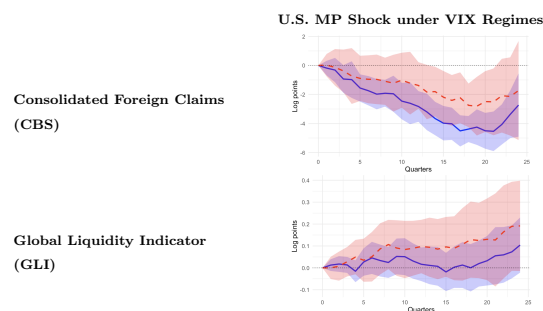 U.S. MP Shock under VIX Regimes
2
0
-2
-4
-6
Log points
0
5
10
15
20
25
Quarters
Consolidated Foreign Claims
(CBS)
0.4
0.3
0.2
0.1
0.0
-0.1
Log points
0
5
10
15
20
25
Quarters
Global Liquidity Indicator
(GLI)